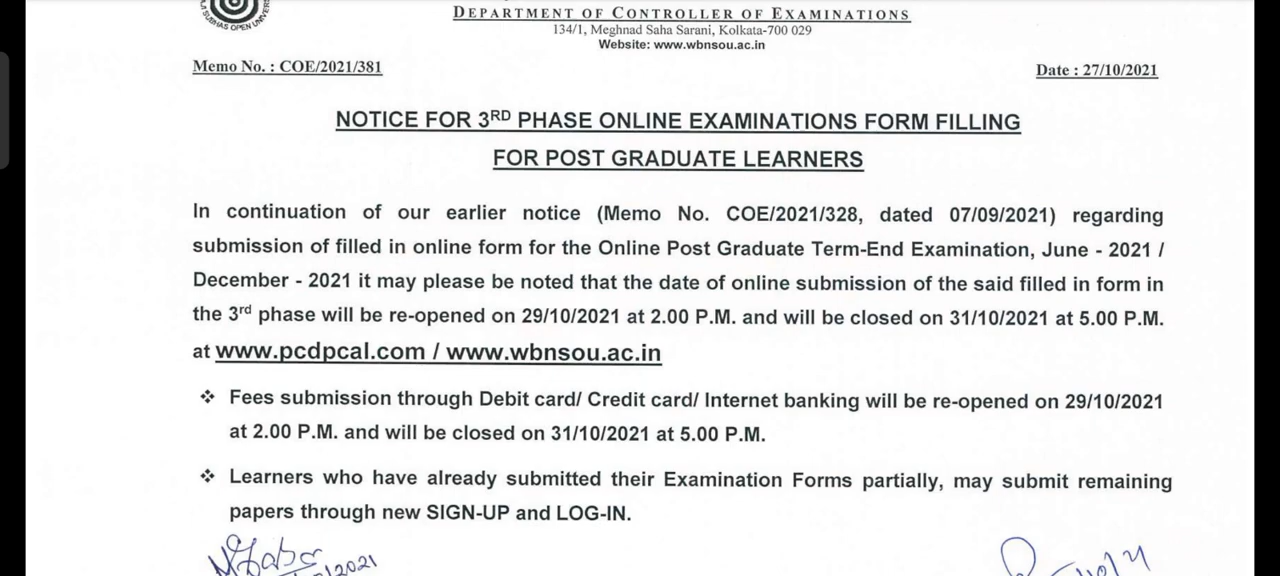 SUBHAS OPEN UNIVER
DEPARTMENT OF CONTROLLER OF EXAMINATIONS
134/1, Meghnad Saha Sarani, Kolkata-700 029
Website: www.wbnsou.ac.in
Memo No. : COE/2021/381 Date : 27/10/2021
NOTICE FOR 3RD PHASE ONLINE EXAMINATIONS FORM FILLING
FOR POST GRADUATE LEARNERS
In continuation of our earlier notice (Memo No. COE/2021/328, dated 07/09/2021) regarding
submission of filled in online form for the Online Post Graduate Term-End Examination, June - 2021 /
December - 2021 it may please be noted that the date of online submission of the said filled in form in
the 3rd phase will be re-opened on 29/10/2021 at 2.00 P.M. and will be closed on 31/10/2021 at 5.00 P.M.
at www.pcdpcal.com / www.wbnsou.ac.in
❖ Fees submission through Debit card/ Credit card/ Internet banking will be re-opened on 29/10/2021
at 2.00 P.M. and will be closed on 31/10/2021 at 5.00 P.M.
❖ Learners who have already submitted their Examination Forms partially, may submit remaining
papers through new SIGN-UP and LOG-IN.